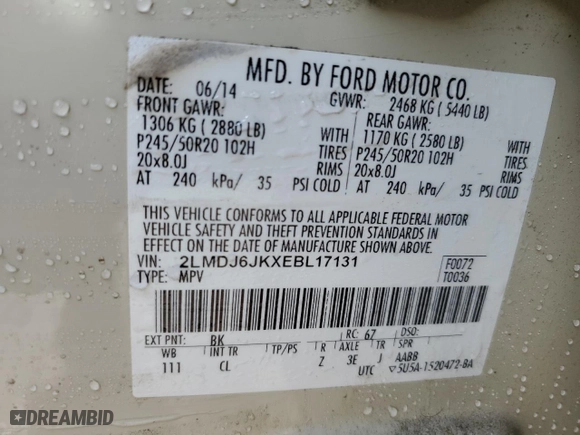 MFD. BY FORD MOTOR CO.
DATE: 06/14 GVWR: 2468 KG ( 5440 LB)
FRONT GAWR: REAR GAWR:
1306 KG ( 2880 LB) WITH 1170 KG ( 2580 LB) WITH
P245/50R20 102H TIRES P245/50R20 102H TIRES
20x8.0J RIMS 20x8.0J RIMS
AT 240 kPa/ 35 PSI COLD AT 240 kPa/ 35 PSI COLD
THIS VEHICLE CONFORMS TO ALL APPLICABLE FEDERAL MOTOR
VEHICLE SAFETY AND THEFT PREVENTION STANDARDS IN
EFFECT ON THE DATE OF MANUFACTURE SHOWN ABOVE.
VIN: 2LMDJ6JKXEBL17131 F0072
TYPE: MPV T0036
EXT PNT: BK RC: 67 DSO:
WB INT TR TP/PS R AXLE TR SPR
111 CL Z 3E J AABB
UTC 5U5A-1520472-BA
DREAMBID